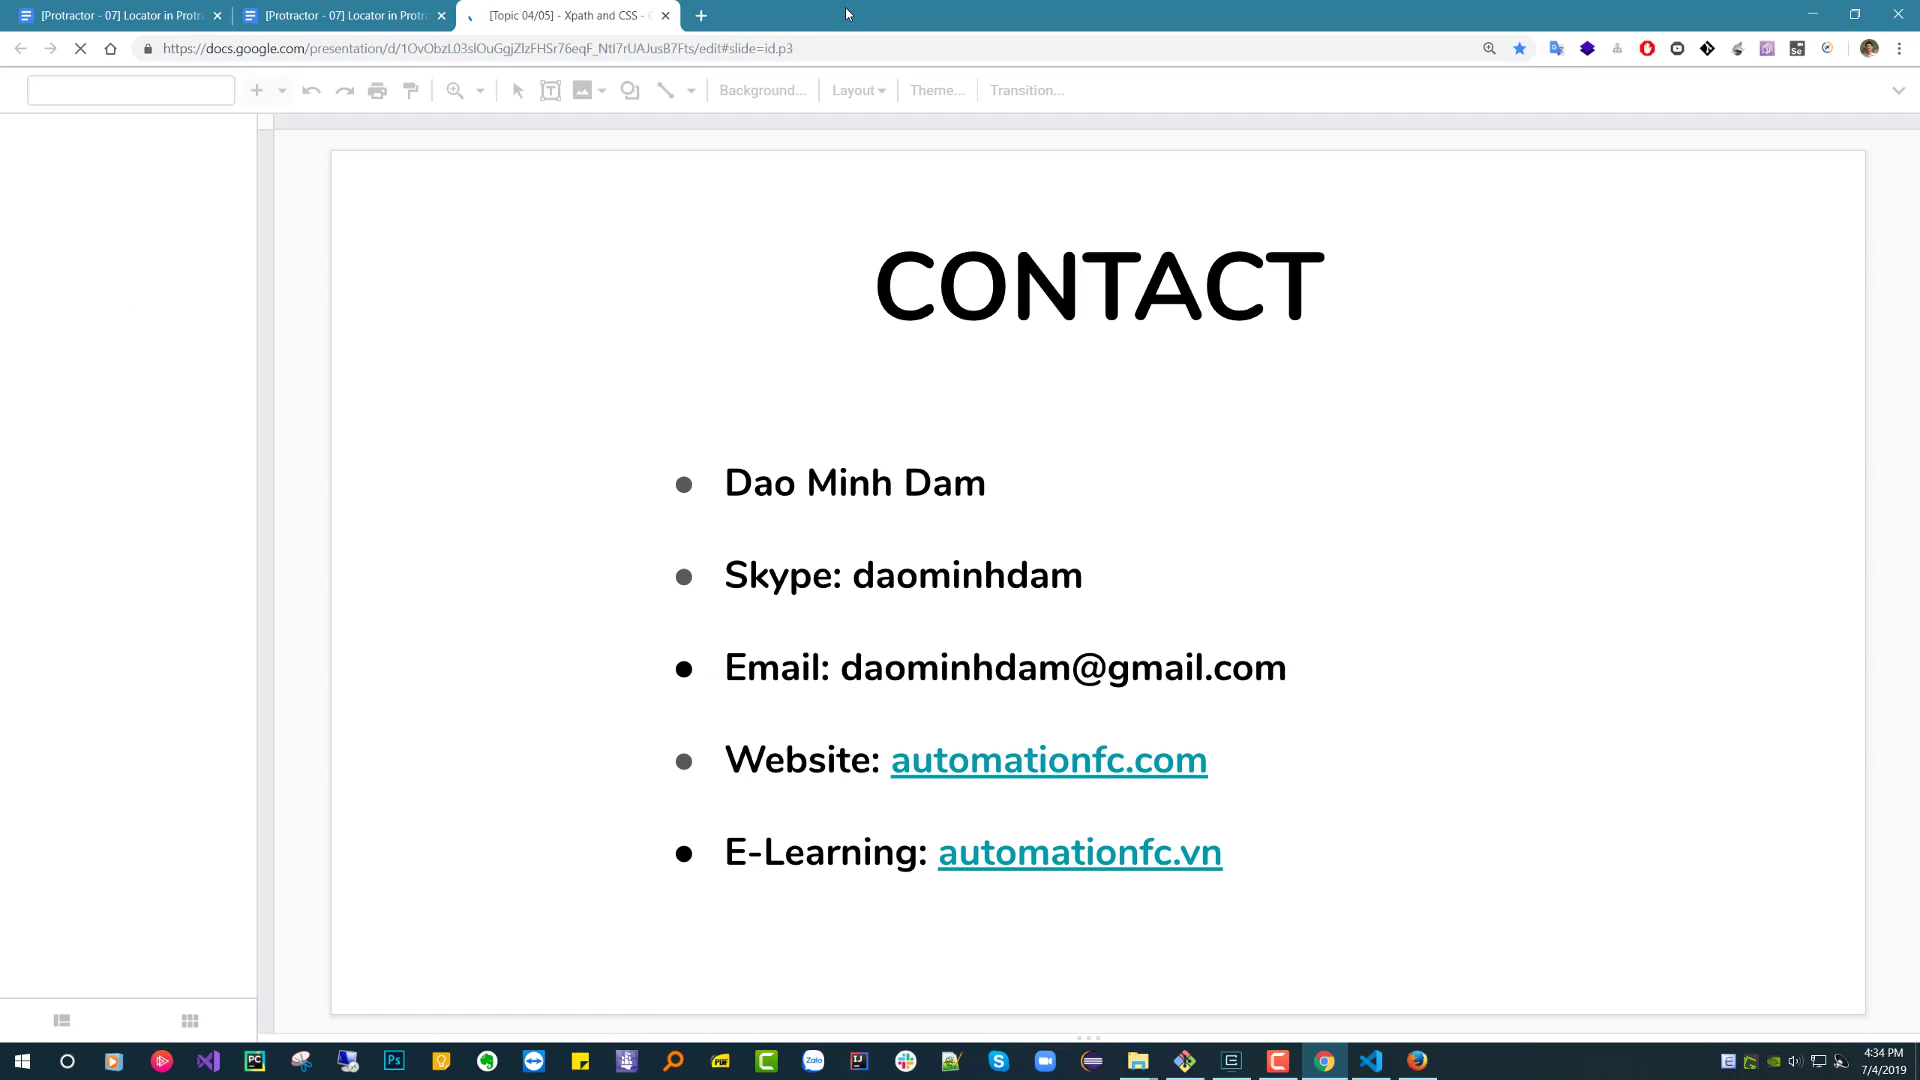 [Protractor - 07] Locator in Protr
[Protractor - 07] Locator in Protr
[Topic 04/05] - Xpath and CSS -
https://docs.google.com/presentation/d/1OvObzL03slOuGgjZlzFHSr76eqF_Ntl7rUAJusB7Fts/edit#slide=id.p3
Background...
Layout
Theme...
Transition...
CONTACT
● Dao Minh Dam
● Skype: daominhdam
● Email: daominhdam@gmail.com
● Website: automationfc.com
● E-Learning: automationfc.vn
4:34 PM
7/4/2019